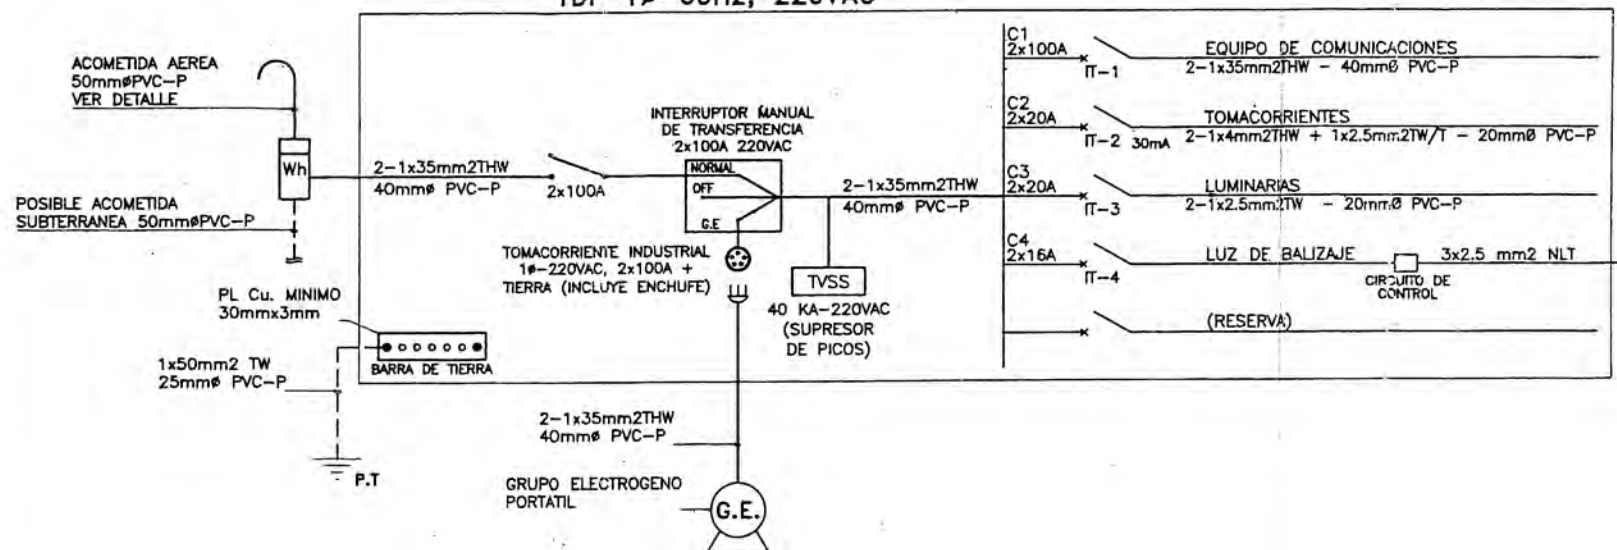 ACOMETIDA AEREA
50mmøPVC-P
VER DETALLE
Wh
POSIBLE ACOMETIDA
SUBTERRANEA 50mmøPVC-P
2-1x35mm2THW
40mmø PVC-P
2x100A
INTERRUPTOR MANUAL
DE TRANSFERENCIA
2x100A 220VAC
NORMAL
OFF
G.E
2-1x35mm2THW
40mmø PVC-P
TOMACORRIENTE INDUSTRIAL
1ø-220VAC, 2x100A +
TIERRA (INCLUYE ENCHUFE)
TVSS
40 KA-220VAC
(SUPRESOR
DE PICOS)
PL Cu. MINIMO
30mmx3mm
BARRA DE TIERRA
1x50mm2 TW
25mmø PVC-P
P.T
2-1x35mm2THW
40mmø PVC-P
GRUPO ELECTROGENO
PORTATIL
G.E.
C1
2x100A
IT-1
EQUIPO DE COMUNICACIONES
2-1x35mm2THW - 40mmø PVC-P
C2
2x20A
IT-2 30mA
TOMACORRIENTES
2-1x4mm2THW + 1x2.5mm2TW/T - 20mmø PVC-P
C3
2x20A
IT-3
LUMINARIAS
2-1x2.5mm2TW - 20mmø PVC-P
C4
2x16A
IT-4
LUZ DE BALIZAJE
CIRCUITO DE
CONTROL
3x2.5 mm2 NLT
(RESERVA)